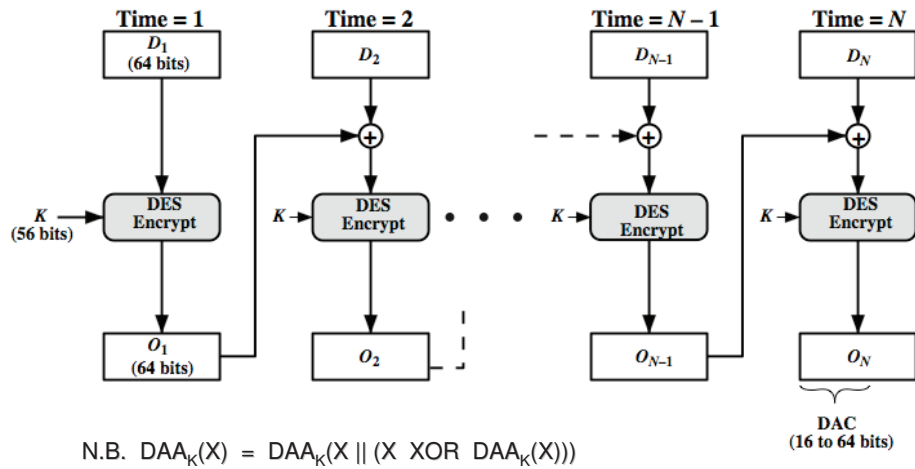 Time = 1
Time = 2
Time = N – 1
Time = N
D1
(64 bits)
D2
DN–1
DN
+
+
+
K
(56 bits)
DES
Encrypt
K
DES
Encrypt
• • •
K
DES
Encrypt
K
DES
Encrypt
O1
(64 bits)
O2
ON–1
ON
DAC
(16 to 64 bits)
N.B. DAAK(X) = DAAK(X || (X XOR DAAK(X)))